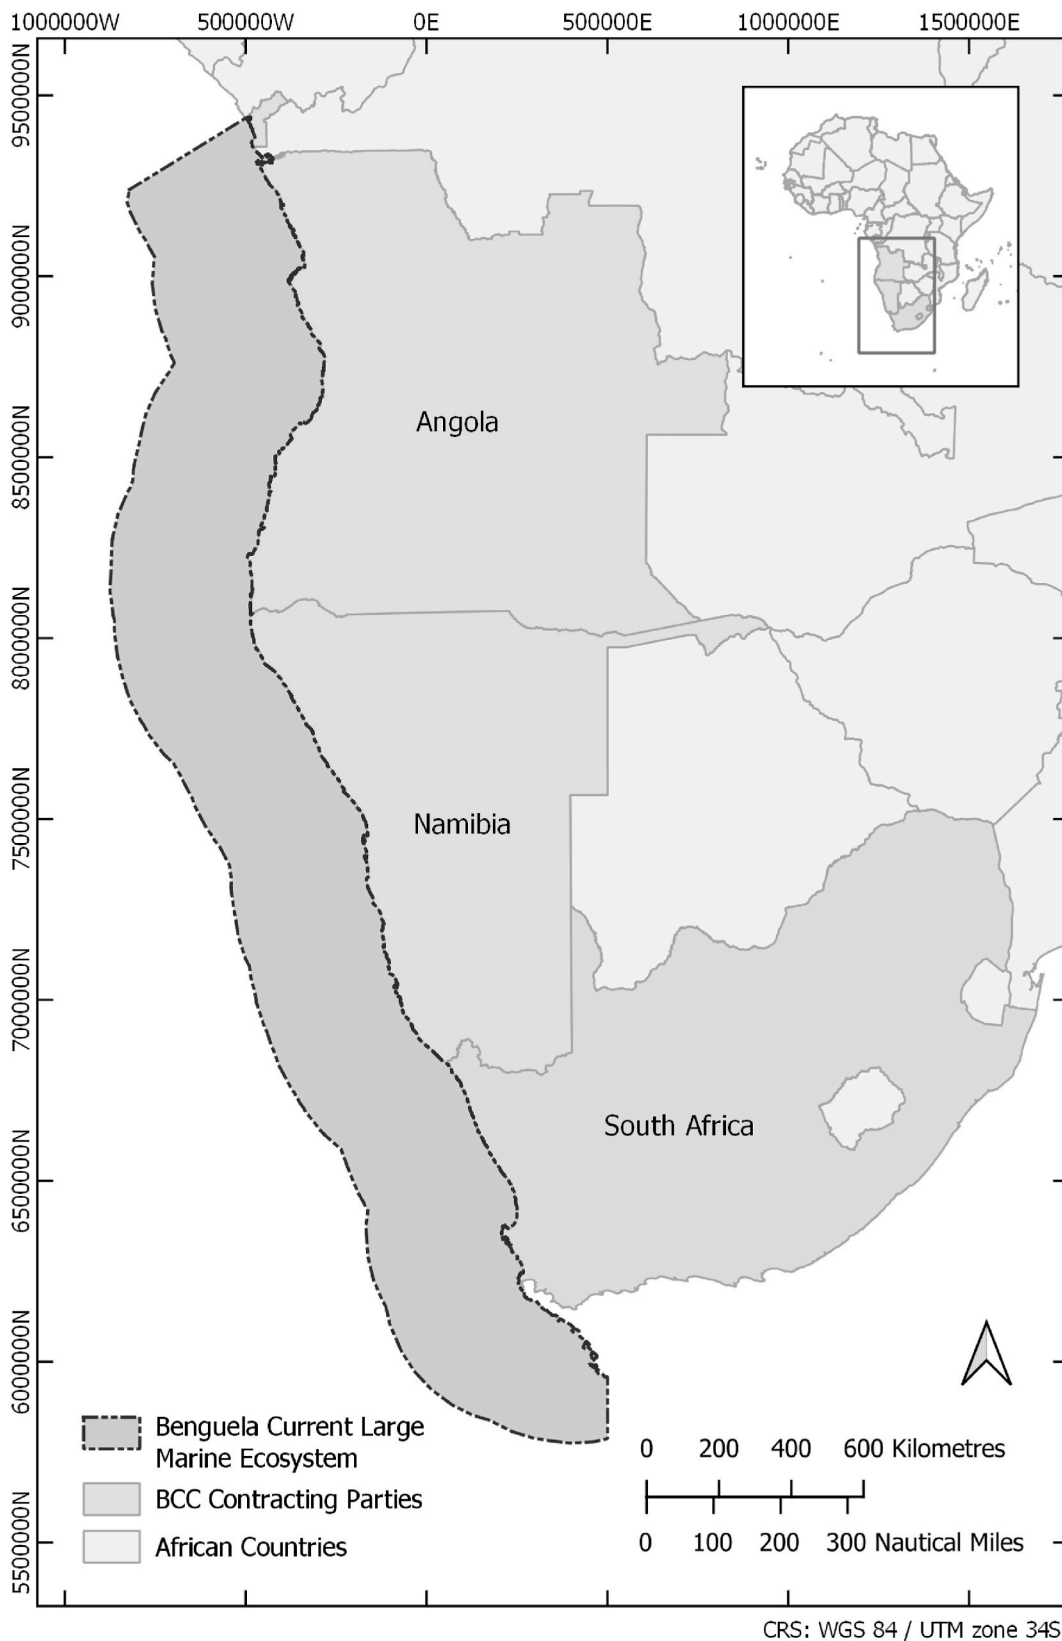 1000000W 500000W 0E 500000E 1000000E 1500000E
9500000N
9000000N
8500000N
8000000N
7500000N
7000000N
6500000N
6000000N
5500000N
Angola
Namibia
South Africa
Benguela Current Large
Marine Ecosystem
BCC Contracting Parties
African Countries
0 200 400 600 Kilometres
0 100 200 300 Nautical Miles
CRS: WGS 84 / UTM zone 34S